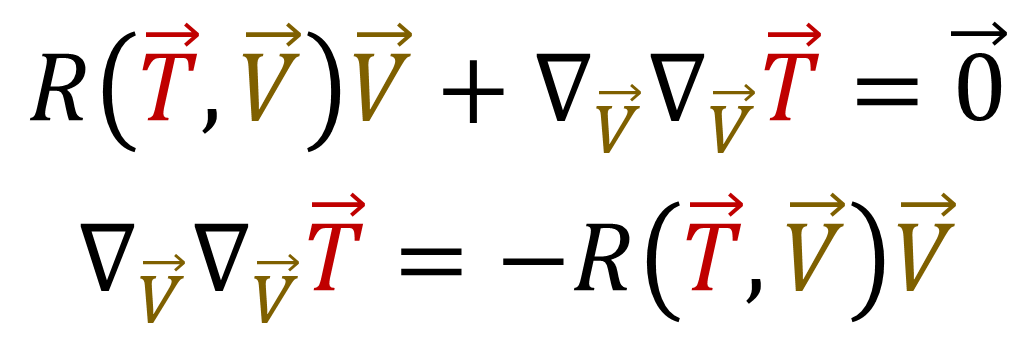 R(T⃗, V⃗)V⃗ + ∇_V⃗ ∇_V⃗ T⃗ = 0⃗
∇_V⃗ ∇_V⃗ T⃗ = −R(T⃗, V⃗)V⃗